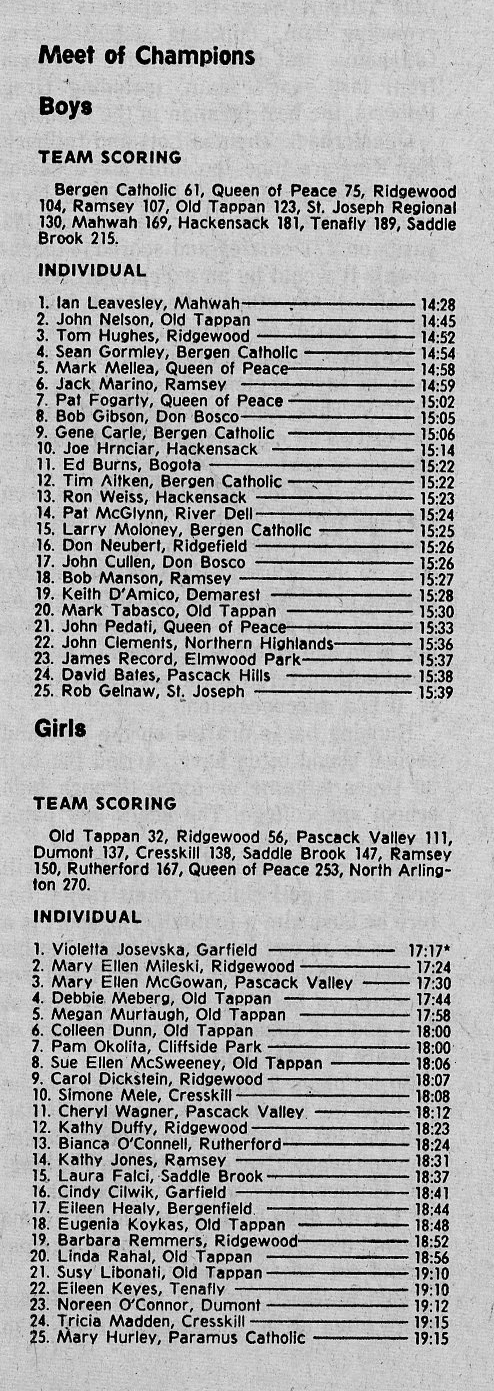 Meet of Champions
Boys
TEAM SCORING
Bergen Catholic 61, Queen of Peace 75, Ridgewood
104, Ramsey 107, Old Tappan 123, St. Joseph Regional
130, Mahwah 169, Hackensack 181, Tenafly 189, Saddle
Brook 215.
INDIVIDUAL
1. Ian Leavesley, Mahwah 14:28
2. John Nelson, Old Tappan 14:45
3. Tom Hughes, Ridgewood 14:52
4. Sean Gormley, Bergen Catholic 14:54
5. Mark Mellea, Queen of Peace 14:58
6. Jack Marino, Ramsey 14:59
7. Pat Fogarty, Queen of Peace 15:02
8. Bob Gibson, Don Bosco 15:05
9. Gene Carle, Bergen Catholic 15:06
10. Joe Hrnciar, Hackensack 15:14
11. Ed Burns, Bogota 15:22
12. Tim Aitken, Bergen Catholic 15:22
13. Ron Weiss, Hackensack 15:23
14. Pat McGlynn, River Dell 15:24
15. Larry Moloney, Bergen Catholic 15:25
16. Don Neubert, Ridgefield 15:26
17. John Cullen, Don Bosco 15:26
18. Bob Manson, Ramsey 15:27
19. Keith D'Amico, Demarest 15:28
20. Mark Tabasco, Old Tappan 15:30
21. John Pedati, Queen of Peace 15:33
22. John Clements, Northern Highlands 15:36
23. James Record, Elmwood Park 15:37
24. David Bates, Pascack Hills 15:38
25. Rob Gelnaw, St. Joseph 15:39
Girls
TEAM SCORING
Old Tappan 32, Ridgewood 56, Pascack Valley 111,
Dumont 137, Cresskill 138, Saddle Brook 147, Ramsey
150, Rutherford 167, Queen of Peace 253, North Arling-
ton 270.
INDIVIDUAL
1. Violetta Josevska, Garfield 17:17*
2. Mary Ellen Mileski, Ridgewood 17:24
3. Mary Ellen McGowan, Pascack Valley 17:30
4. Debbie Meberg, Old Tappan 17:44
5. Megan Murtaugh, Old Tappan 17:58
6. Colleen Dunn, Old Tappan 18:00
7. Pam Okolita, Cliffside Park 18:00
8. Sue Ellen McSweeney, Old Tappan 18:06
9. Carol Dickstein, Ridgewood 18:07
10. Simone Mele, Cresskill 18:08
11. Cheryl Wagner, Pascack Valley 18:12
12. Kathy Duffy, Ridgewood 18:23
13. Bianca O'Connell, Rutherford 18:24
14. Kathy Jones, Ramsey 18:31
15. Laura Falci, Saddle Brook 18:37
16. Cindy Cilwik, Garfield 18:41
17. Eileen Healy, Bergenfield 18:44
18. Eugenia Koykas, Old Tappan 18:48
19. Barbara Remmers, Ridgewood 18:52
20. Linda Rahal, Old Tappan 18:56
21. Susy Libonati, Old Tappan 19:10
22. Eileen Keyes, Tenafly 19:10
23. Noreen O'Connor, Dumont 19:12
24. Tricia Madden, Cresskill 19:15
25. Mary Hurley, Paramus Catholic 19:15